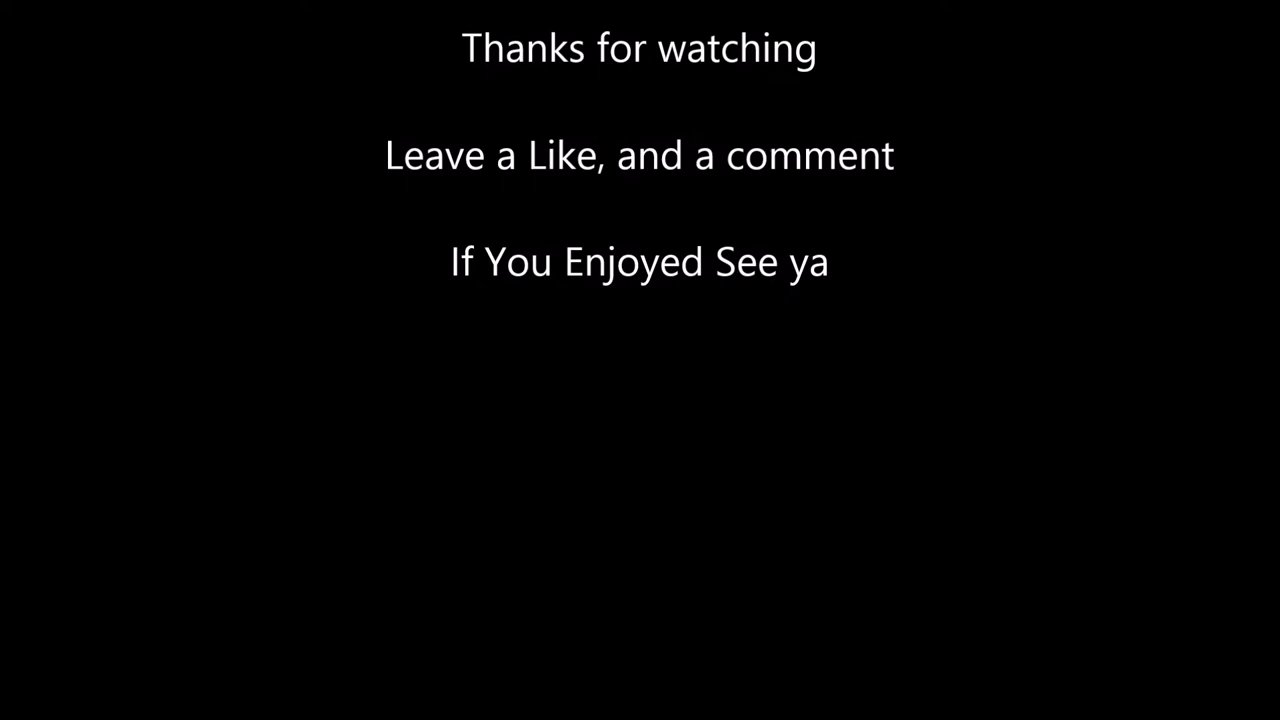 Thanks for watching
Leave a Like, and a comment
If You Enjoyed See ya